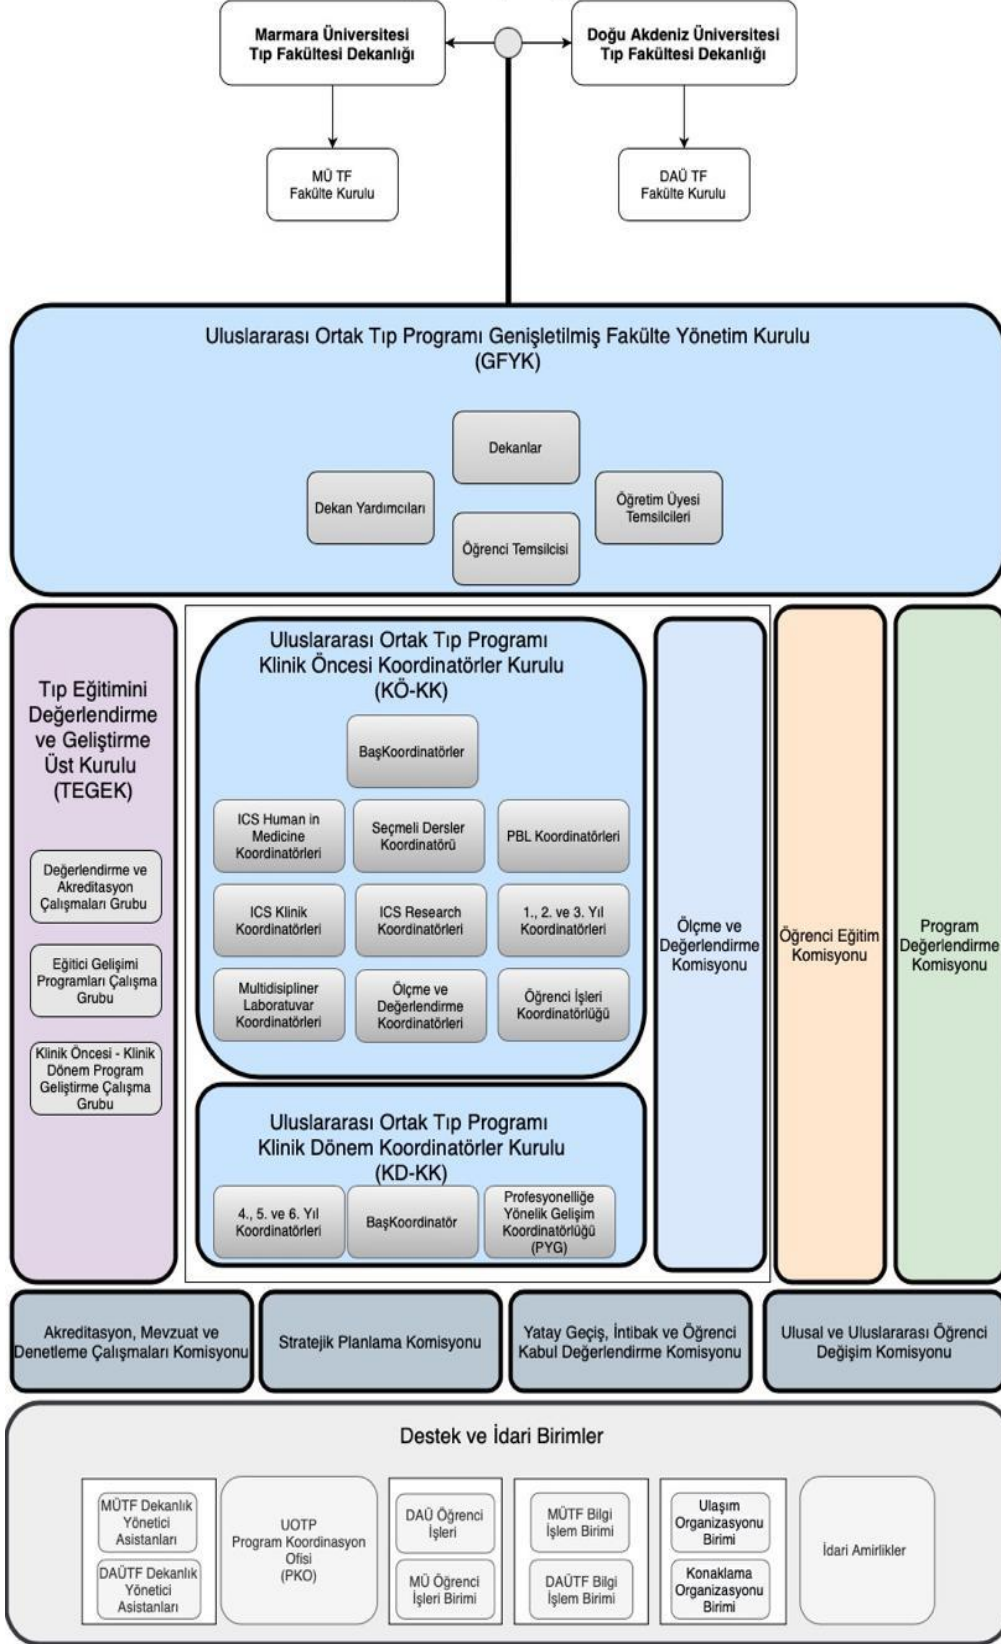 Marmara Üniversitesi
Tıp Fakültesi Dekanlığı
Doğu Akdeniz Üniversitesi
Tıp Fakültesi Dekanlığı
MÜ TF
Fakülte Kurulu
DAÜ TF
Fakülte Kurulu
Uluslararası Ortak Tıp Programı Genişletilmiş Fakülte Yönetim Kurulu
(GFYK)
Dekanlar
Dekan Yardımcıları
Öğretim Üyesi
Temsilcileri
Öğrenci Temsilcisi
Tıp Eğitimini
Değerlendirme
ve Geliştirme
Üst Kurulu
(TEGEK)
Değerlendirme ve
Akreditasyon
Çalışmaları Grubu
Eğitici Gelişimi
Programları Çalışma
Grubu
Klinik Öncesi - Klinik
Dönem Program
Geliştirme Çalışma
Grubu
Uluslararası Ortak Tıp Programı
Klinik Öncesi Koordinatörler Kurulu
(KÖ-KK)
BaşKoordinatörler
ICS Human in
Medicine
Koordinatörleri
Seçmeli Dersler
Koordinatörü
PBL Koordinatörleri
ICS Klinik
Koordinatörleri
ICS Research
Koordinatörleri
1., 2. ve 3. Yıl
Koordinatörleri
Multidisipliner
Laboratuvar
Koordinatörleri
Ölçme ve
Değerlendirme
Koordinatörleri
Öğrenci İşleri
Koordinatörlüğü
Uluslararası Ortak Tıp Programı
Klinik Dönem Koordinatörler Kurulu
(KD-KK)
4., 5. ve 6. Yıl
Koordinatörleri
BaşKoordinatör
Profesyonelliğe
Yönelik Gelişim
Koordinatörlüğü
(PYG)
Ölçme ve
Değerlendirme
Komisyonu
Öğrenci Eğitim
Komisyonu
Program
Değerlendirme
Komisyonu
Akreditasyon, Mevzuat ve
Denetleme Çalışmaları Komisyonu
Stratejik Planlama Komisyonu
Yatay Geçiş, İntibak ve Öğrenci
Kabul Değerlendirme Komisyonu
Ulusal ve Uluslararası Öğrenci
Değişim Komisyonu
Destek ve İdari Birimler
MÜTF Dekanlık
Yönetici
Asistanları
DAÜTF Dekanlık
Yönetici
Asistanları
UOTP
Program Koordinasyon
Ofisi
(PKO)
DAÜ Öğrenci
İşleri
MÜ Öğrenci
İşleri Birimi
MÜTF Bilgi
İşlem Birimi
DAÜTF Bilgi
İşlem Birimi
Ulaşım
Organizasyonu
Birimi
Konaklama
Organizasyonu
Birimi
İdari Amirlikler